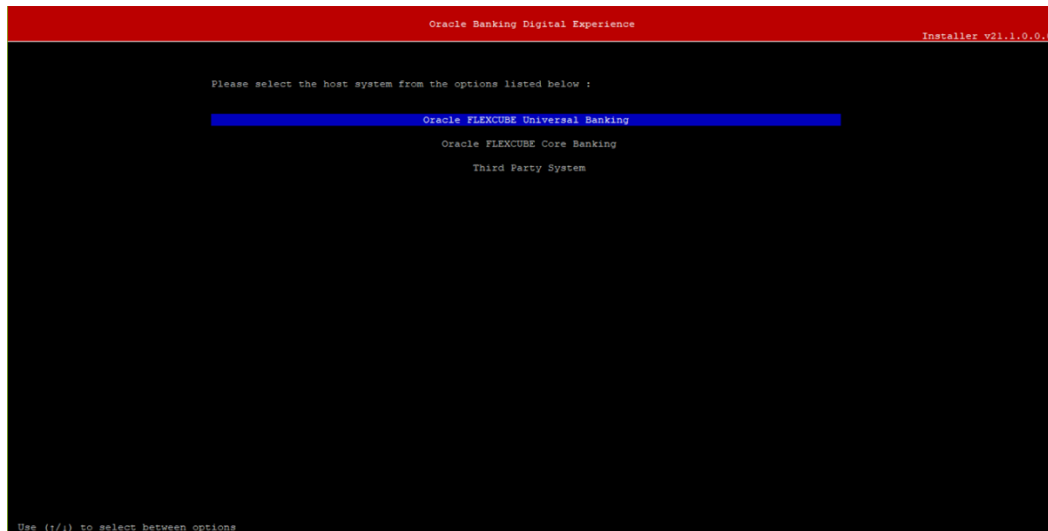 Oracle Banking Digital Experience
Installer v21.1.0.0.
Please select the host system from the options listed below :
Oracle FLEXCUBE Universal Banking
Oracle FLEXCUBE Core Banking
Third Party System
Use (↑/↓) to select between options